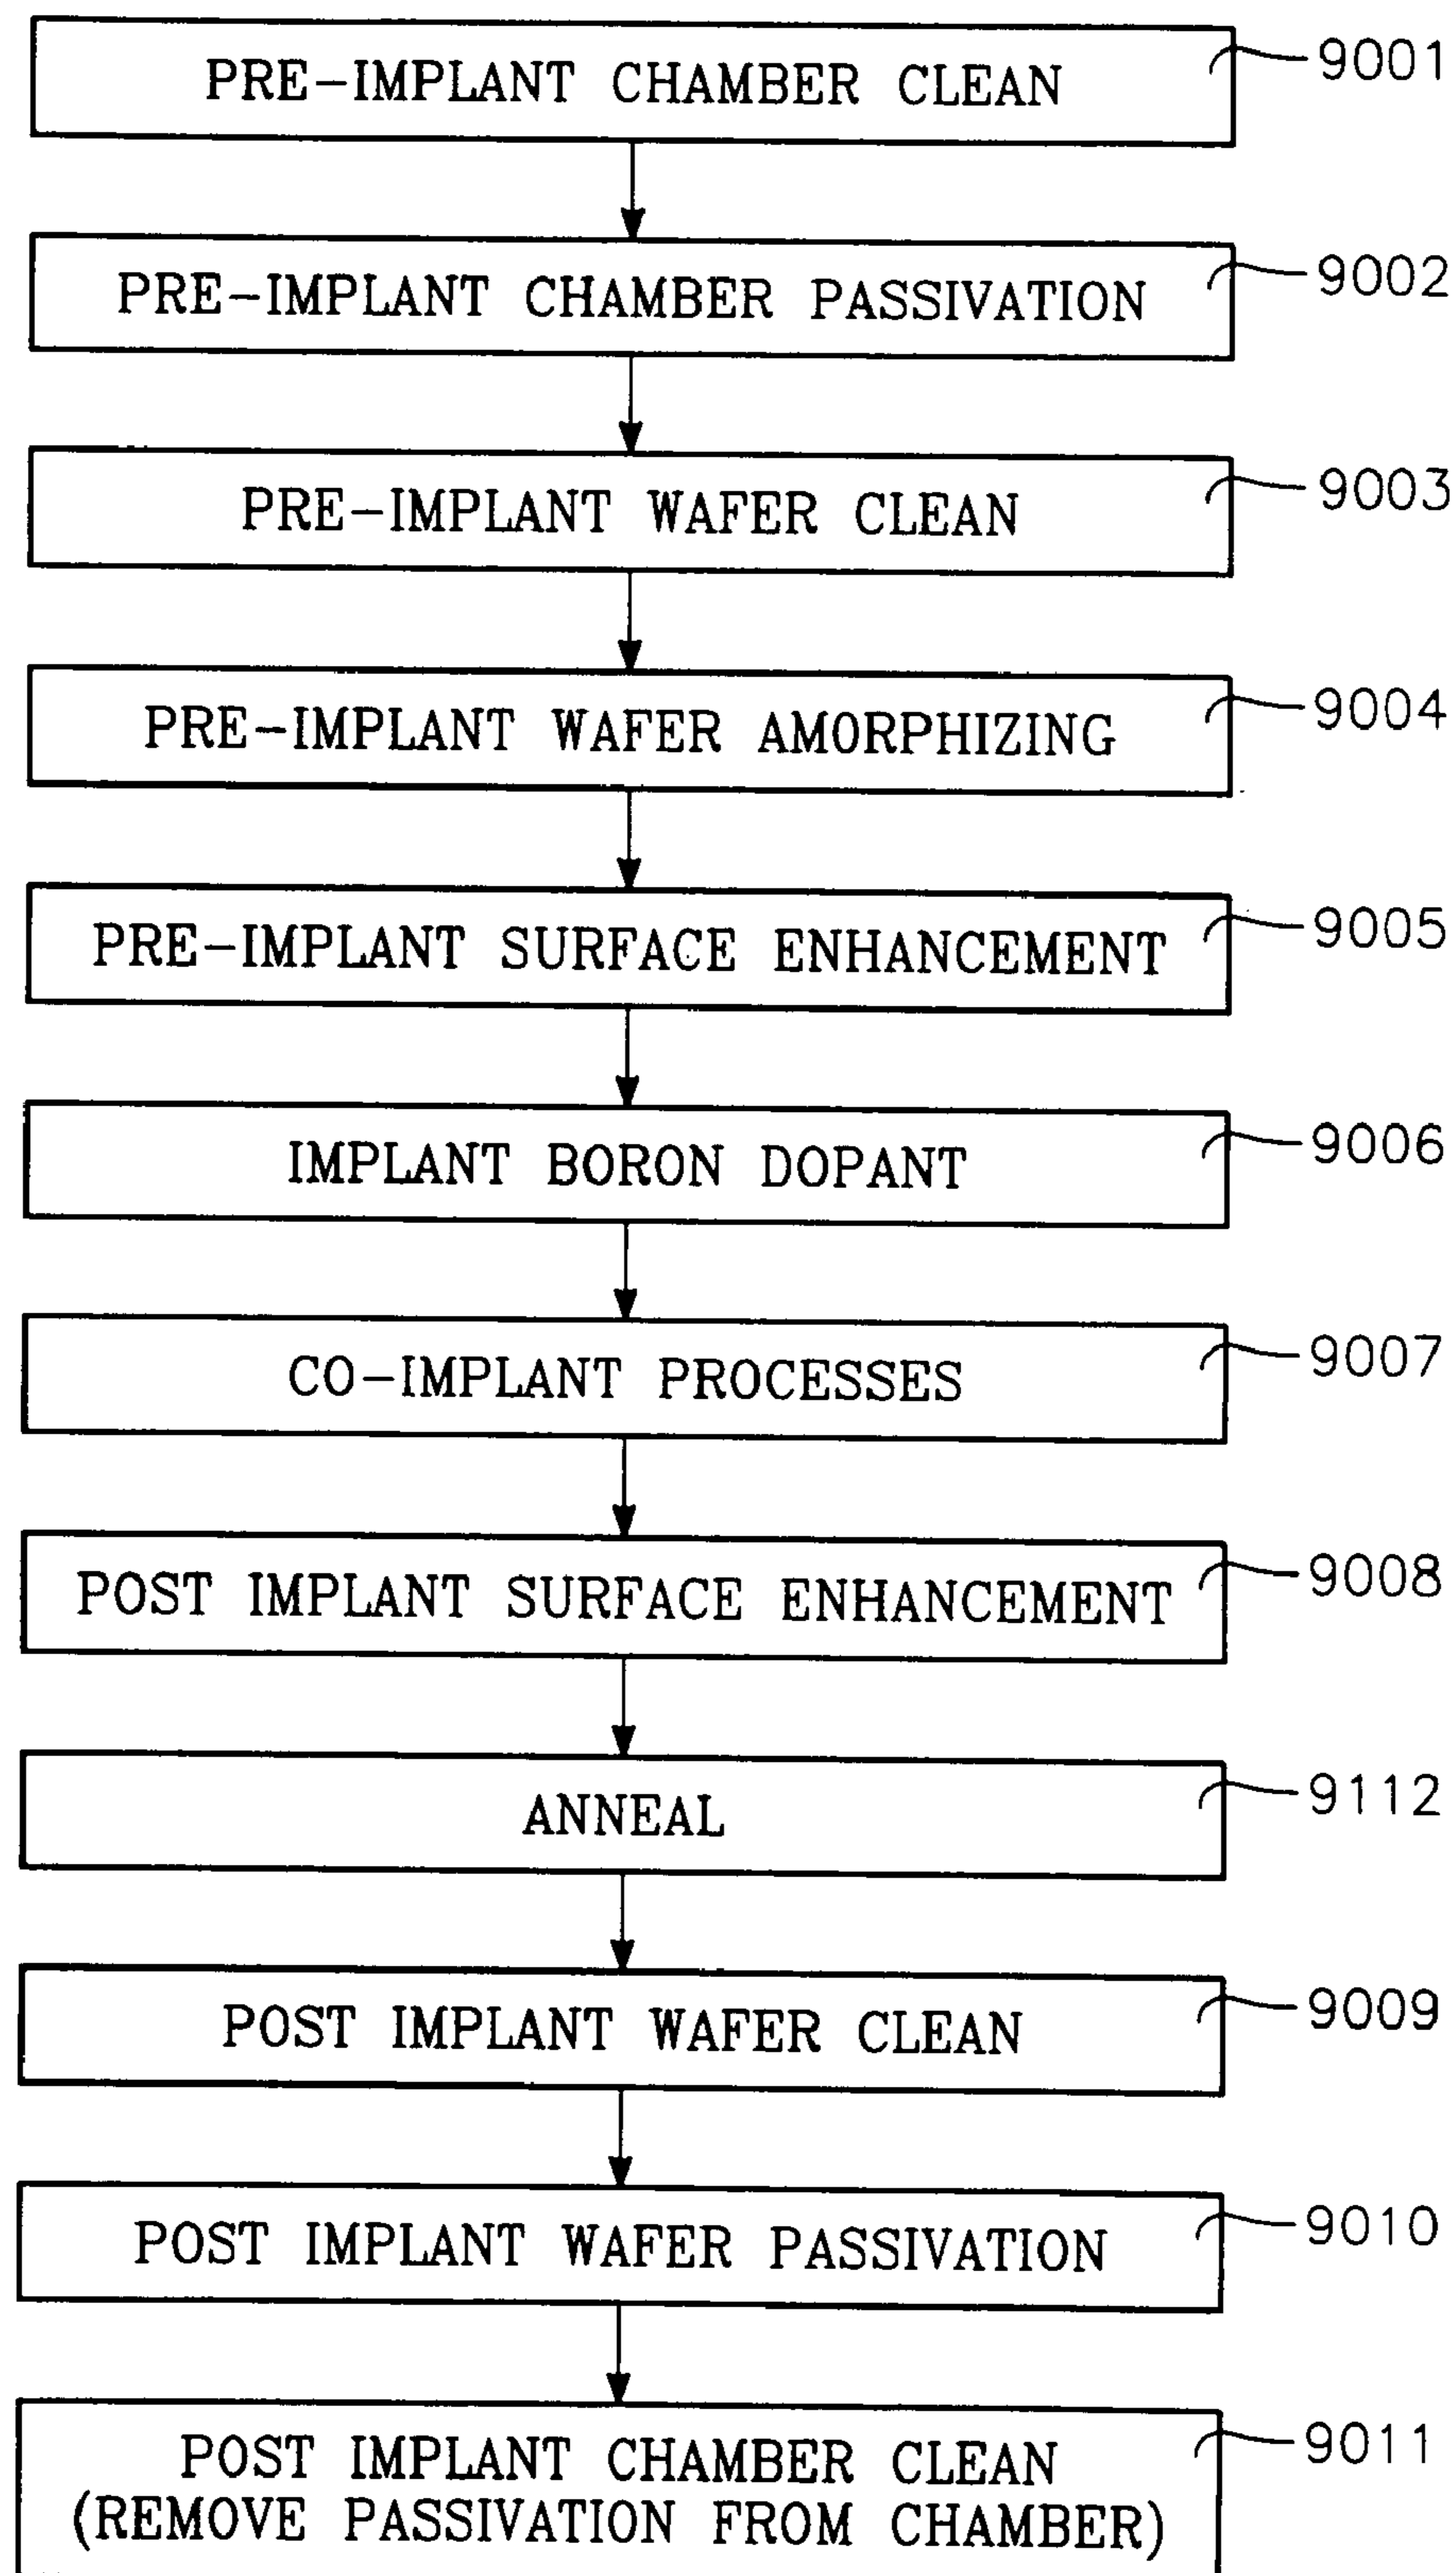 PRE-IMPLANT CHAMBER CLEAN 9001
PRE-IMPLANT CHAMBER PASSIVATION 9002
PRE-IMPLANT WAFER CLEAN 9003
PRE-IMPLANT WAFER AMORPHIZING 9004
PRE-IMPLANT SURFACE ENHANCEMENT 9005
IMPLANT BORON DOPANT 9006
CO-IMPLANT PROCESSES 9007
POST IMPLANT SURFACE ENHANCEMENT 9008
ANNEAL 9112
POST IMPLANT WAFER CLEAN 9009
POST IMPLANT WAFER PASSIVATION 9010
POST IMPLANT CHAMBER CLEAN 9011
(REMOVE PASSIVATION FROM CHAMBER)